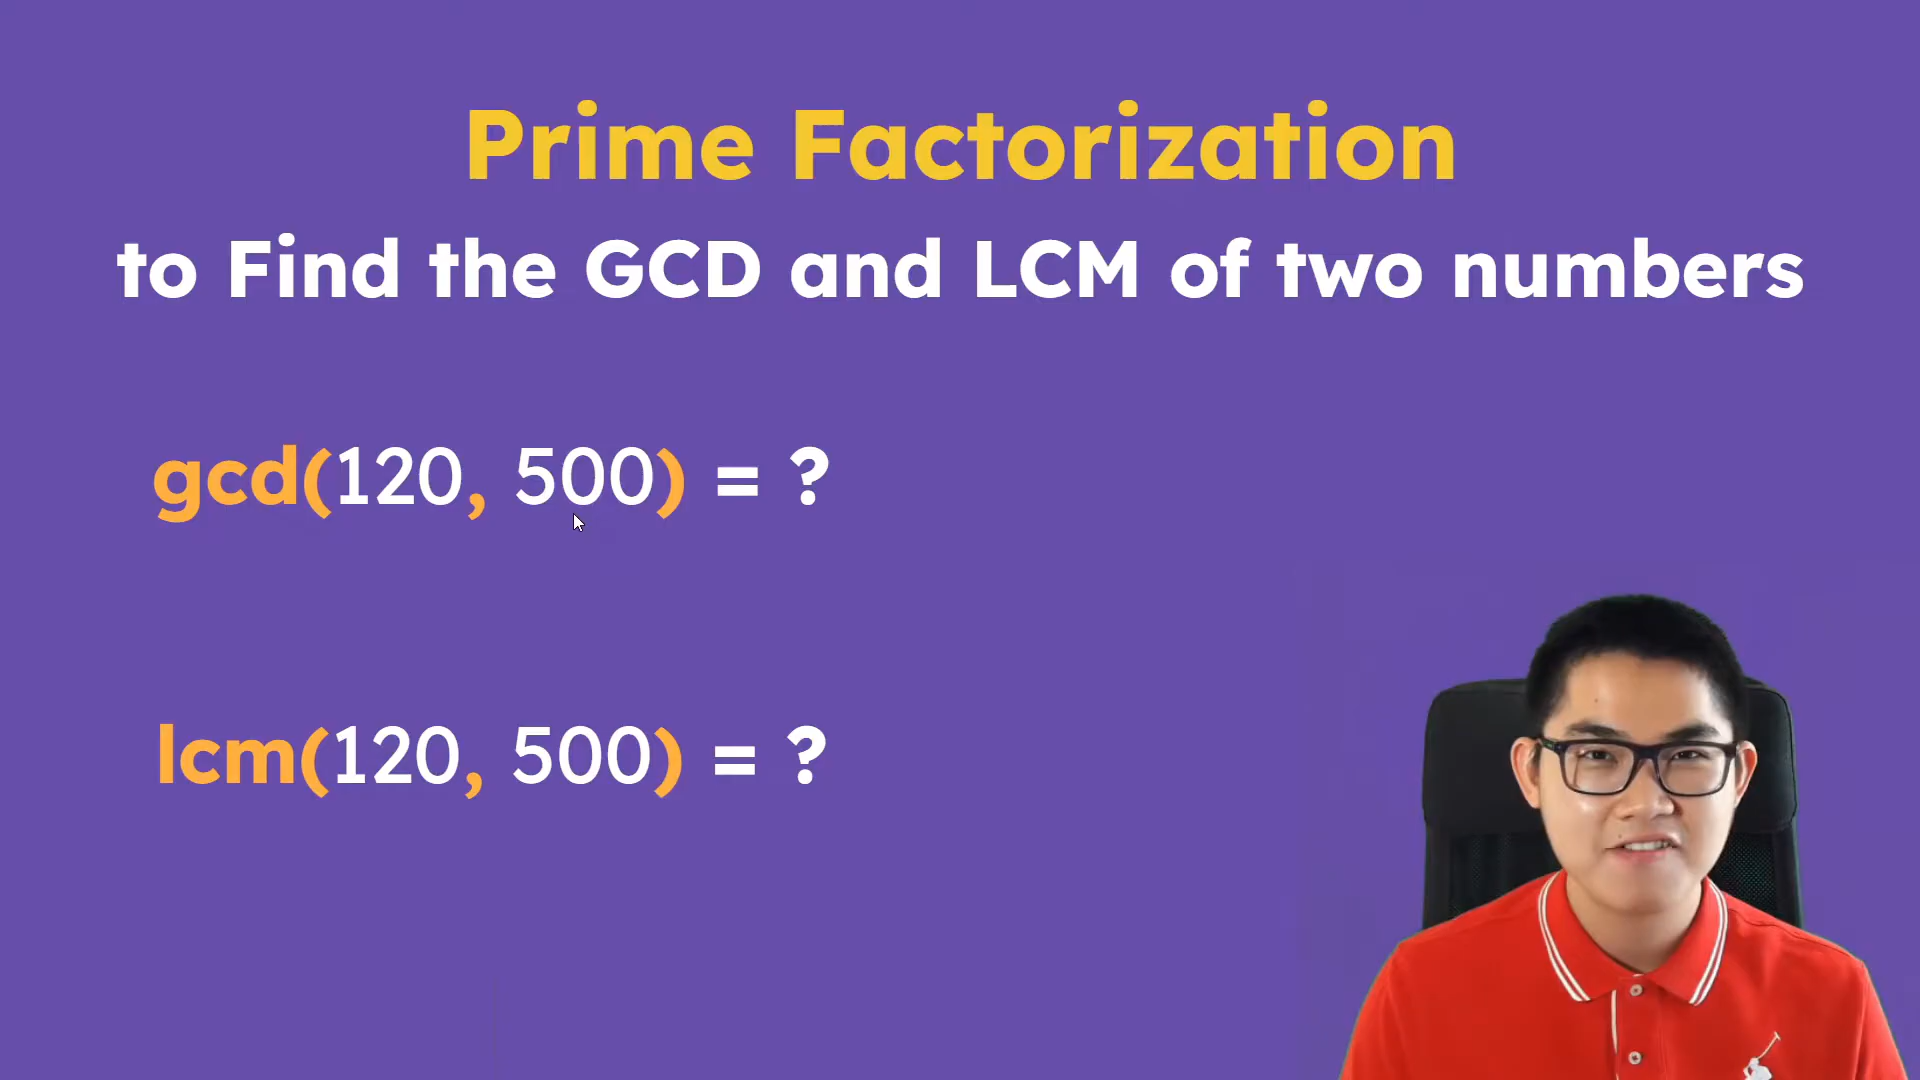 Prime Factorization
to Find the GCD and LCM of two numbers
gcd(120, 500) = ?
lcm(120, 500) = ?